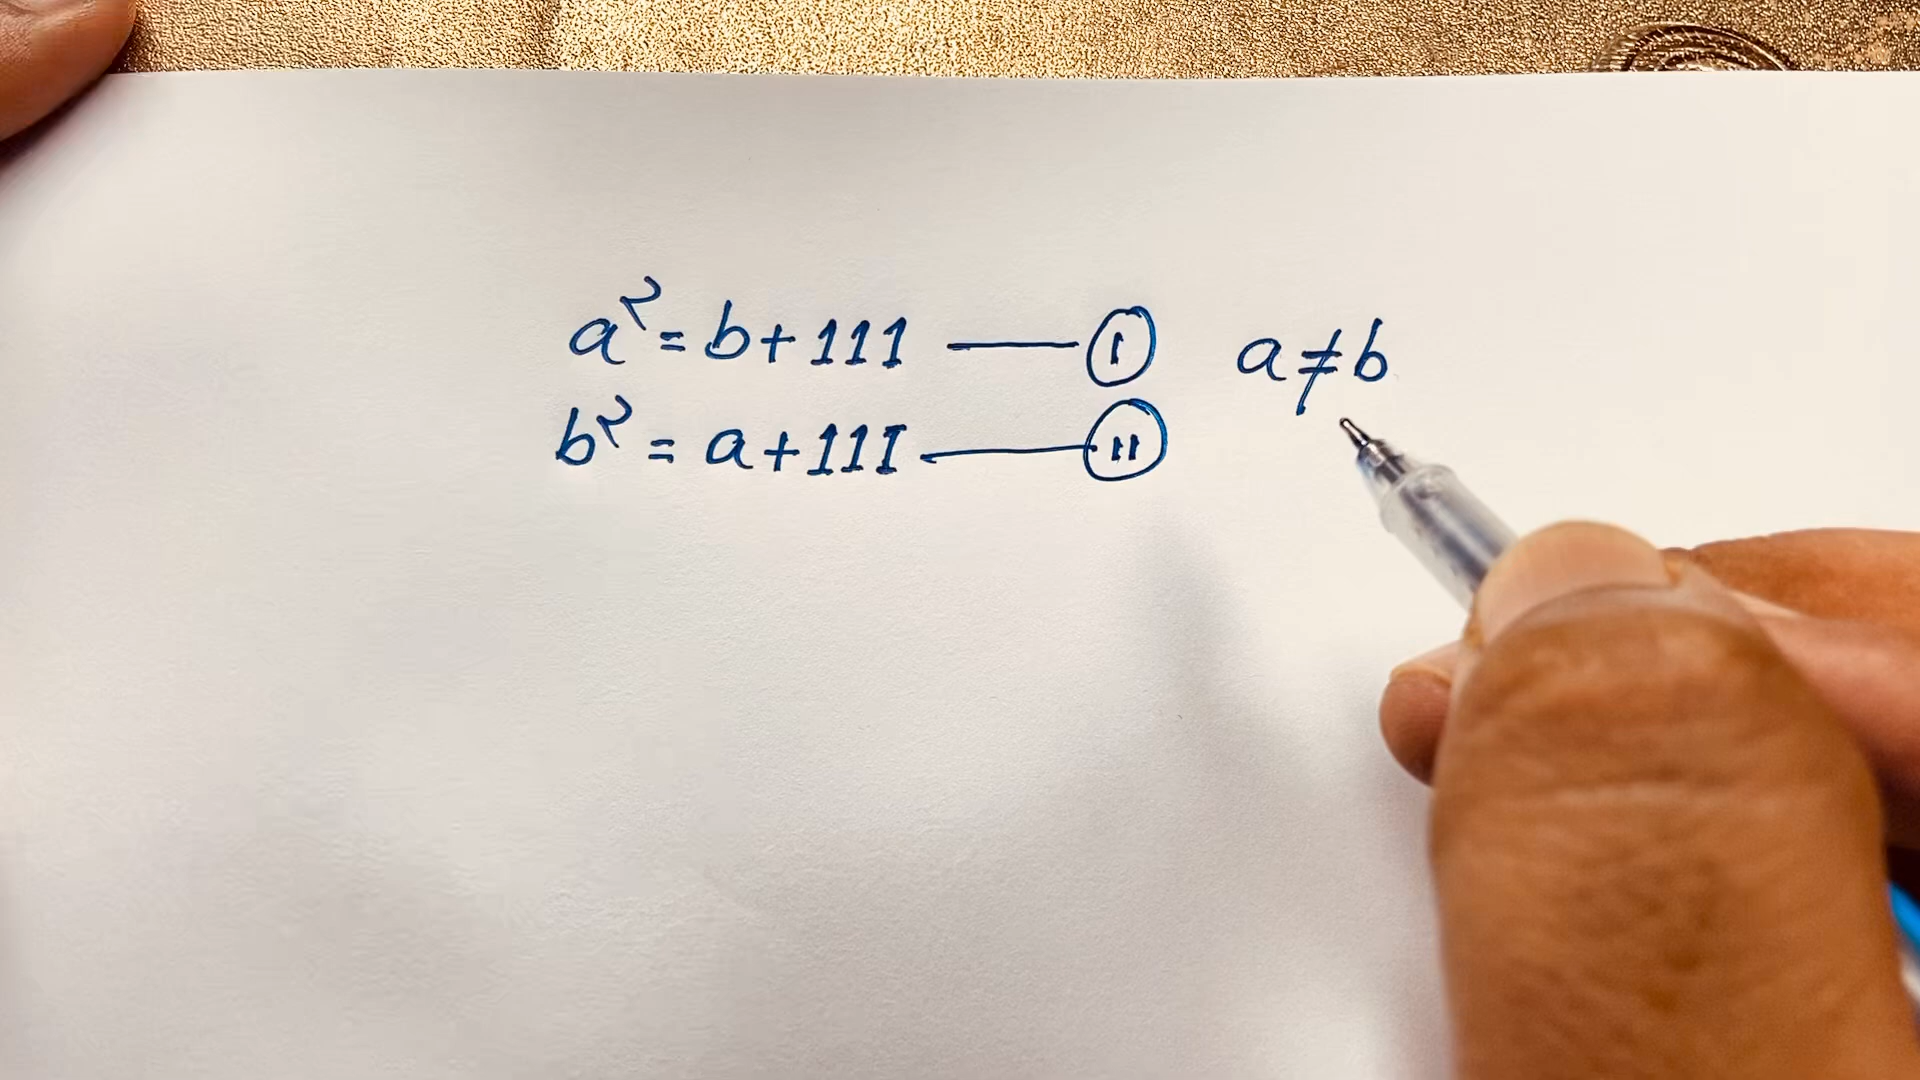 a² = b + 111 —— (I) a ≠ b
b² = a + 111 —— (II)